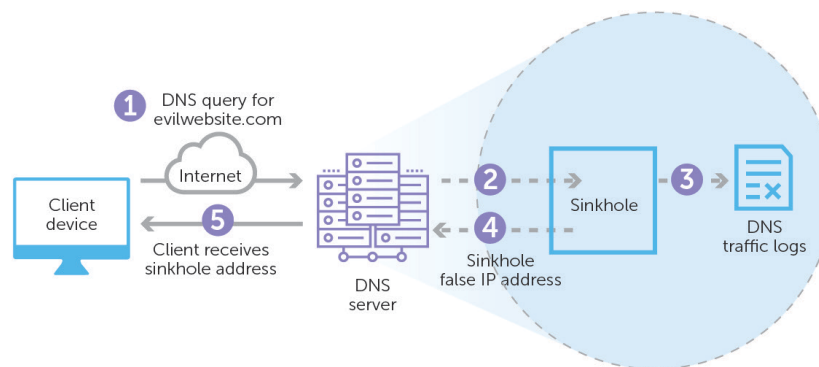 1
DNS query for
evilwebsite.com
Internet
Client
device
5
Client receives
sinkhole address
DNS
server
2
4
Sinkhole
false IP address
Sinkhole
3
DNS
traffic logs